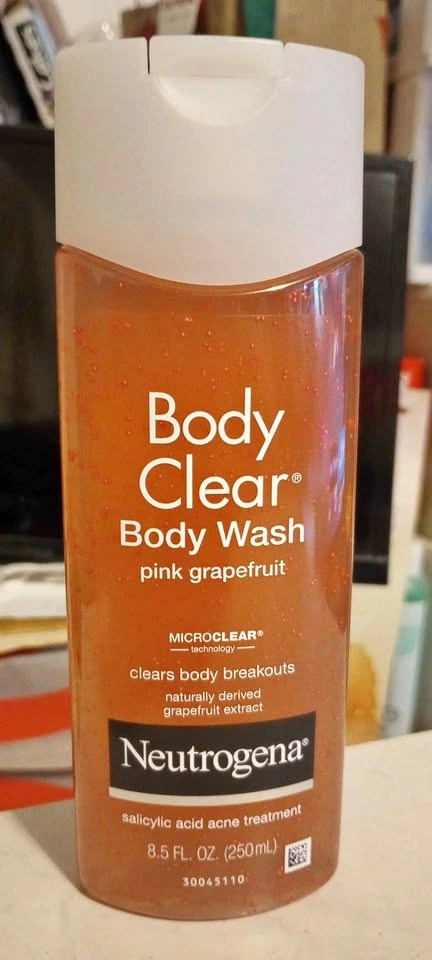 Body
Clear®
Body Wash
pink grapefruit
MICROCLEAR®
technology
clears body breakouts
naturally derived
grapefruit extract
Neutrogena®
salicylic acid acne treatment
8.5 FL. OZ. (250mL)
30045110